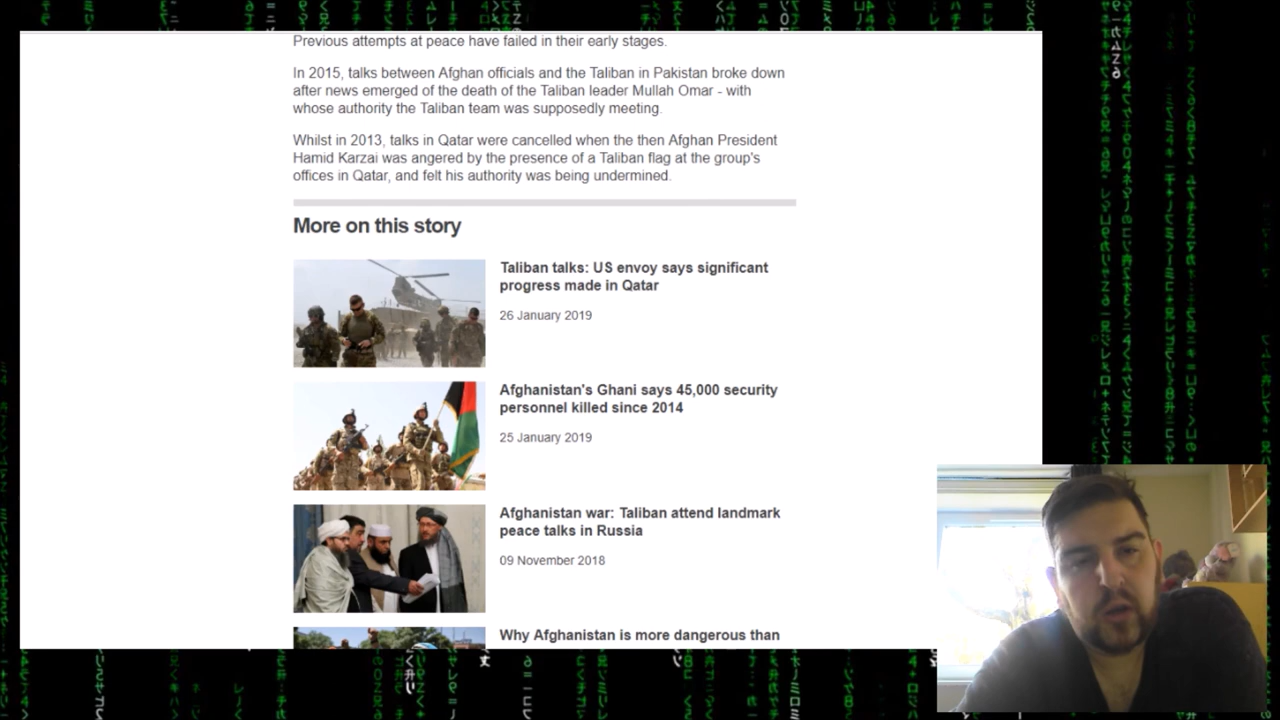 Previous attempts at peace have failed in their early stages.
In 2015, talks between Afghan officials and the Taliban in Pakistan broke down
after news emerged of the death of the Taliban leader Mullah Omar - with
whose authority the Taliban team was supposedly meeting.
Whilst in 2013, talks in Qatar were cancelled when the then Afghan President
Hamid Karzai was angered by the presence of a Taliban flag at the group's
offices in Qatar, and felt his authority was being undermined.
More on this story
Taliban talks: US envoy says significant
progress made in Qatar
26 January 2019
Afghanistan's Ghani says 45,000 security
personnel killed since 2014
25 January 2019
Afghanistan war: Taliban attend landmark
peace talks in Russia
09 November 2018
Why Afghanistan is more dangerous than